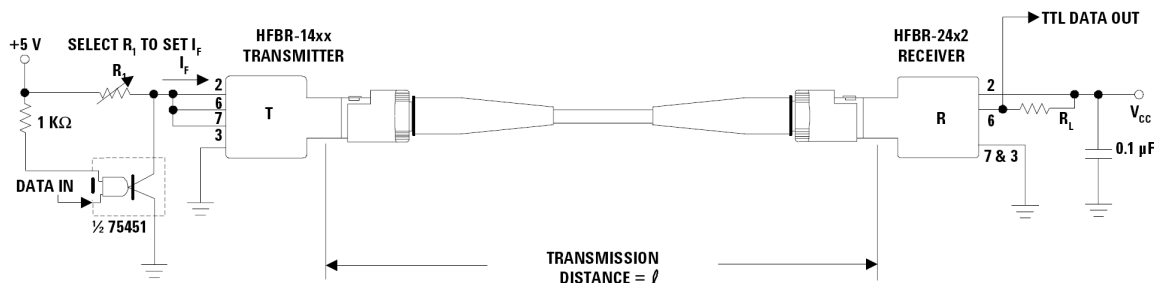 +5 V
SELECT R1 TO SET IF
R1
IF
HFBR-14xx
TRANSMITTER
2
6
7
3
T
1 KΩ
DATA IN
½ 75451
TRANSMISSION
DISTANCE = ℓ
HFBR-24x2
RECEIVER
R
2
6
7 & 3
TTL DATA OUT
RL
VCC
0.1 µF